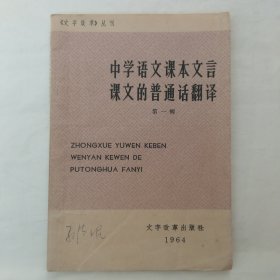 《文字改革》丛刊
中学语文课本文言
课文的普通话翻译
第一辑
ZHONGXUE YUWEN KEBEN
WENYAN KEWEN DE
PUTONGHUA FANYI
文字改革出版社
1964